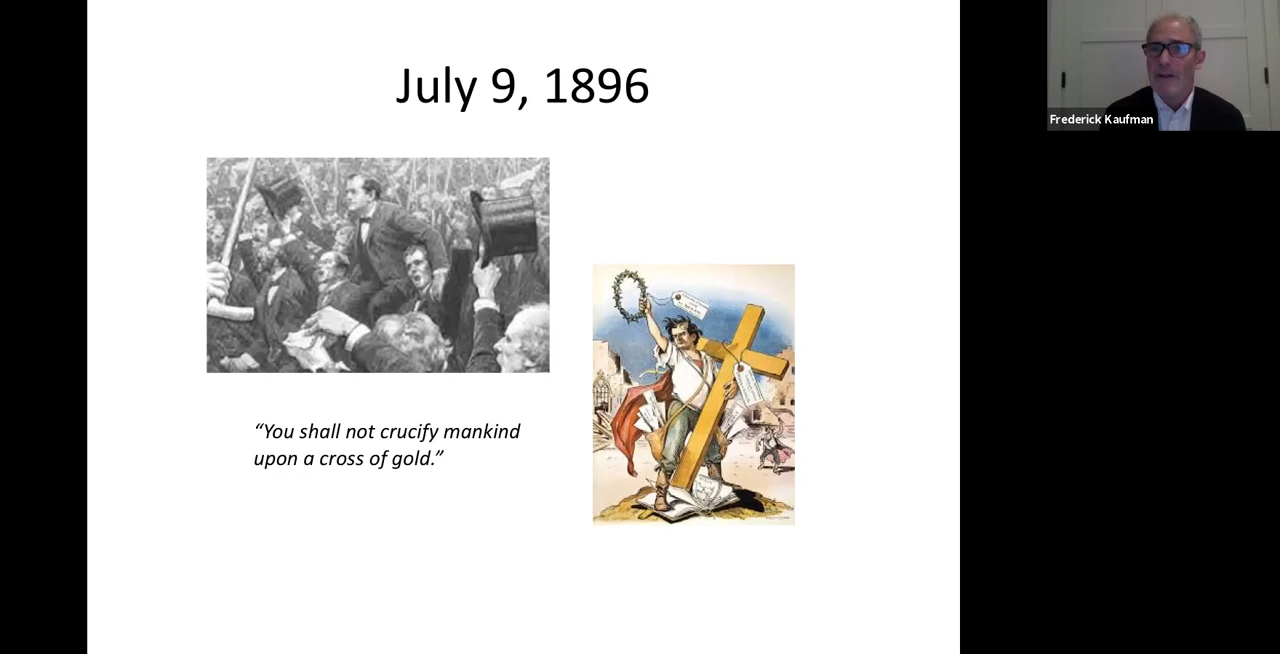 July 9, 1896
“You shall not crucify mankind
upon a cross of gold.”
Frederick Kaufman